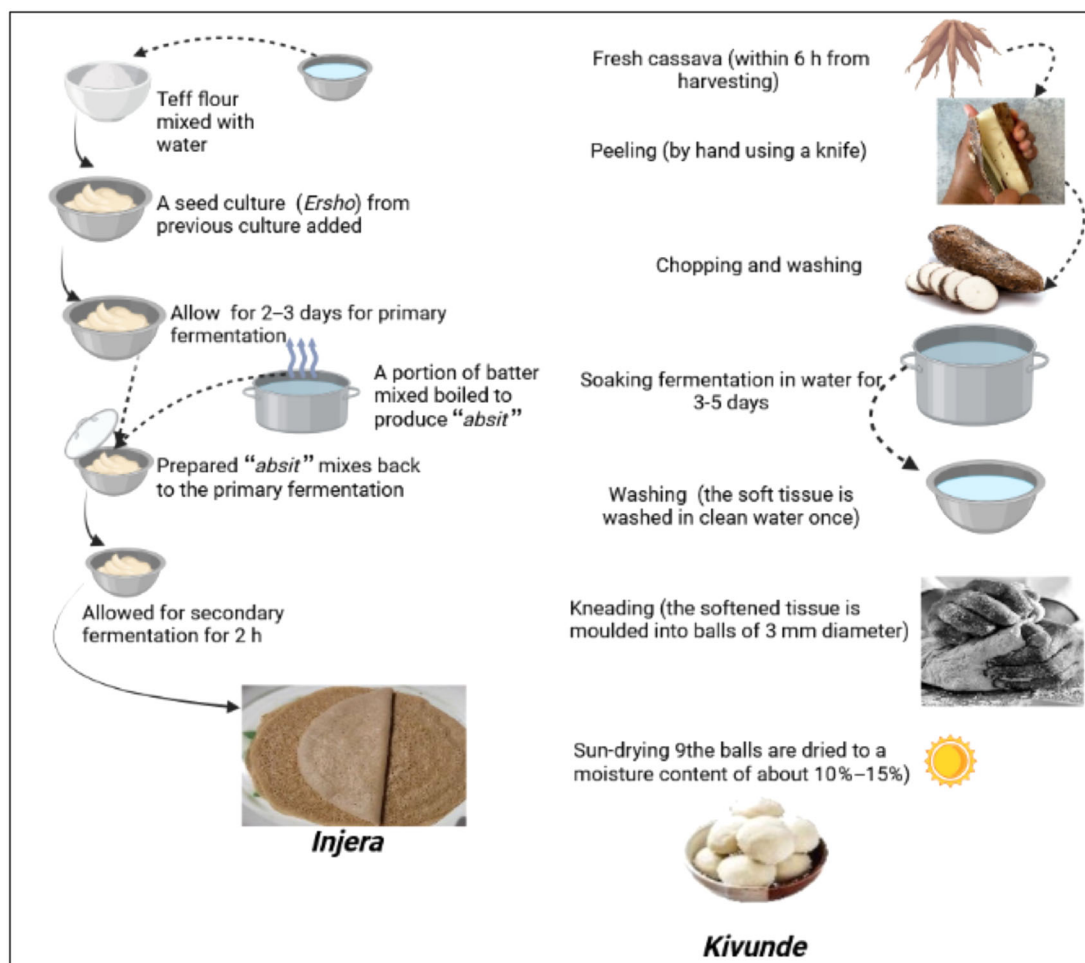 Teff flour
mixed with
water
A seed culture (Ersho) from
previous culture added
Allow for 2–3 days for primary
fermentation
A portion of batter
mixed boiled to
produce “absit”
Prepared “absit” mixes back
to the primary fermentation
Allowed for secondary
fermentation for 2 h
Injera
Fresh cassava (within 6 h from
harvesting)
Peeling (by hand using a knife)
Chopping and washing
Soaking fermentation in water for
3-5 days
Washing (the soft tissue is
washed in clean water once)
Kneading (the softened tissue is
moulded into balls of 3 mm diameter)
Sun-drying 9the balls are dried to a
moisture content of about 10%–15%)
Kivunde